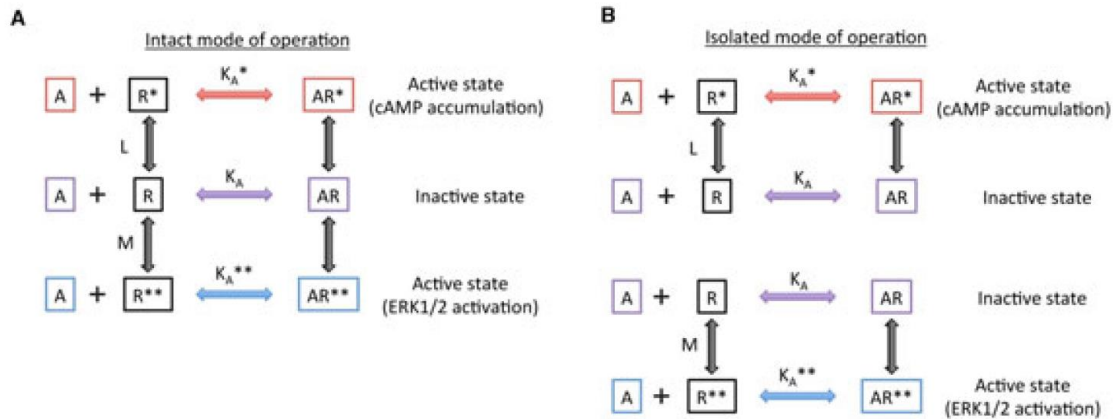 A
Intact mode of operation
A + R* K_A* AR* Active state
(cAMP accumulation)
L
A + R K_A AR Inactive state
M
A + R** K_A** AR** Active state
(ERK1/2 activation)
B
Isolated mode of operation
A + R* K_A* AR* Active state
(cAMP accumulation)
L
A + R K_A AR Inactive state
A + R K_A AR Inactive state
M
A + R** K_A** AR** Active state
(ERK1/2 activation)